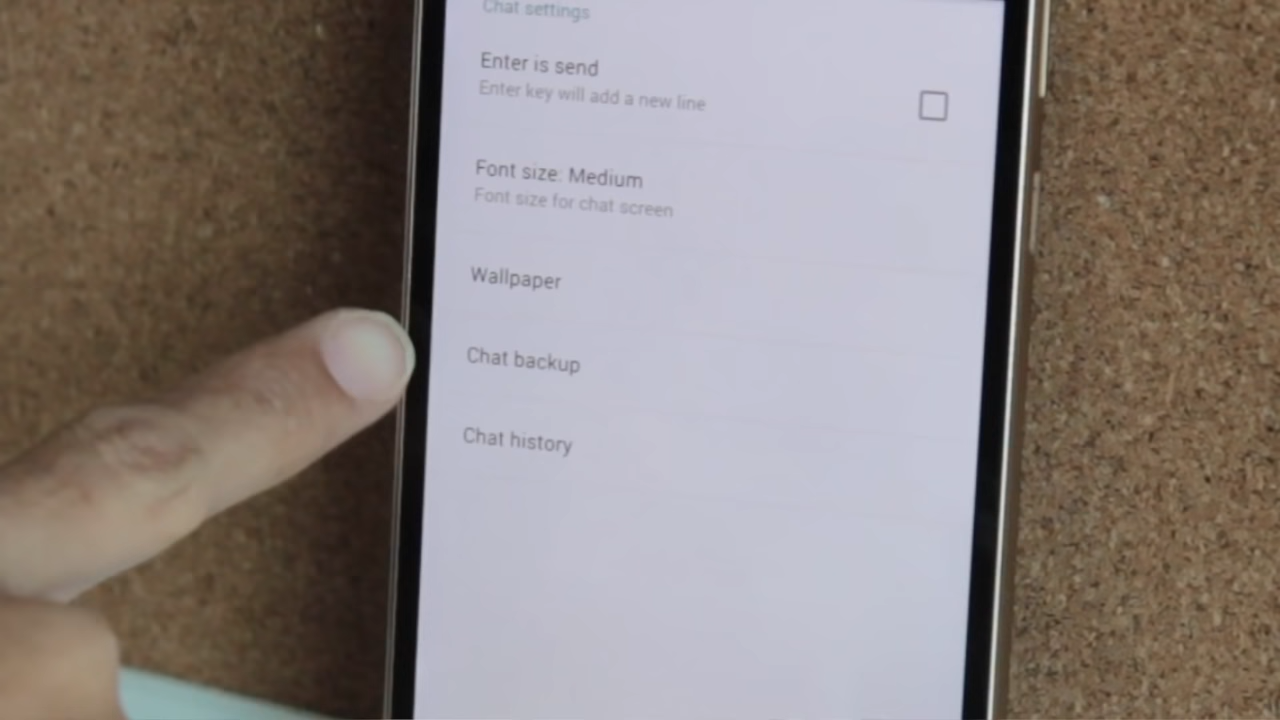 Chat settings
Enter is send
Enter key will add a new line
Font size: Medium
Font size for chat screen
Wallpaper
Chat backup
Chat history